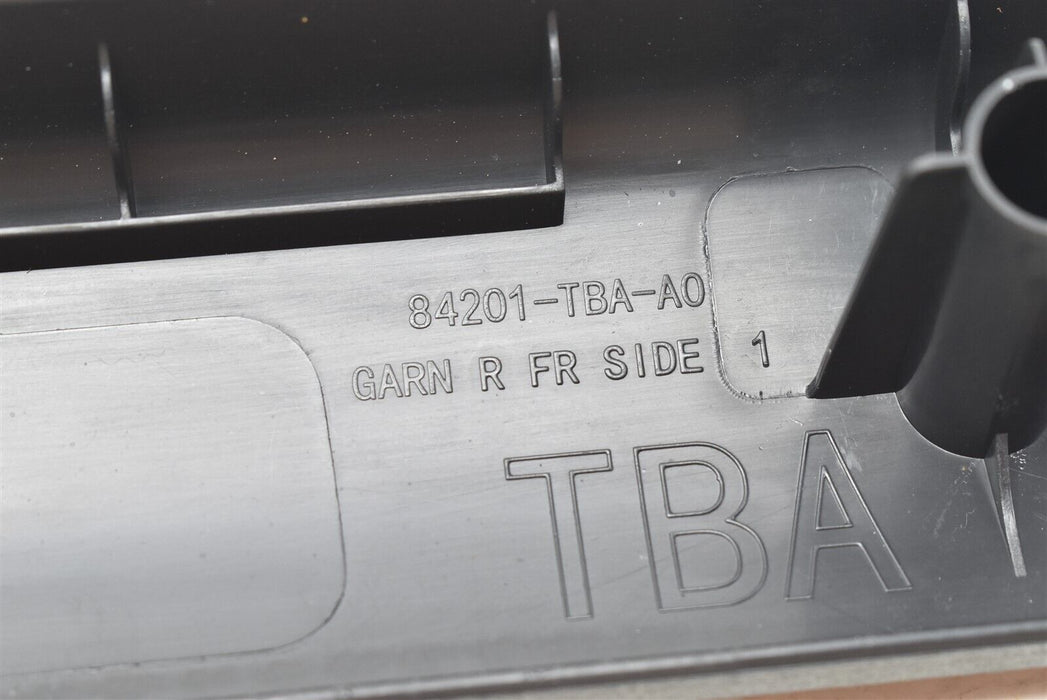 84201-TBA-A0
GARN R FR SIDE 1
TBA